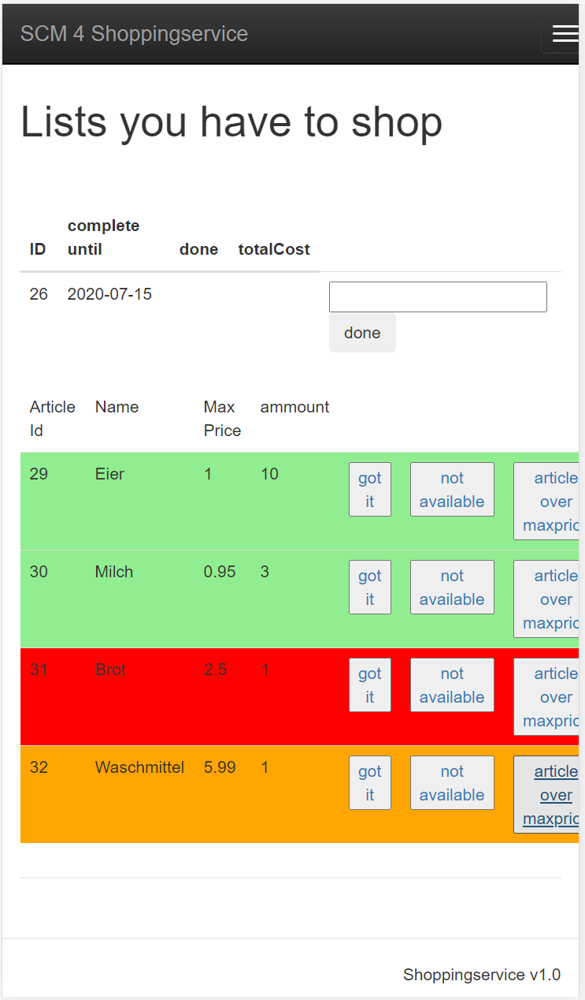 SCM 4 Shoppingservice
Lists you have to shop
ID complete until done totalCost
26 2020-07-15
done
Article Id Name Max Price ammount
29 Eier 1 10 got it not available article over maxpric
30 Milch 0.95 3 got it not available article over maxpric
31 Brot 2.5 1 got it not available article over maxpric
32 Waschmittel 5.99 1 got it not available article over maxpric
Shoppingservice v1.0